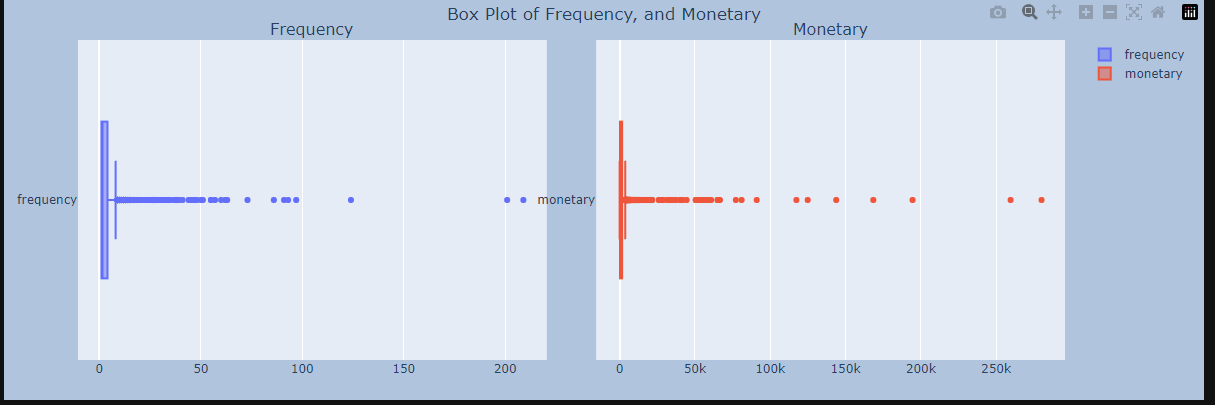 Box Plot of Frequency, and Monetary
Frequency
Monetary
frequency
monetary
frequency
monetary
0 50 100 150 200
0 50k 100k 150k 200k 250k